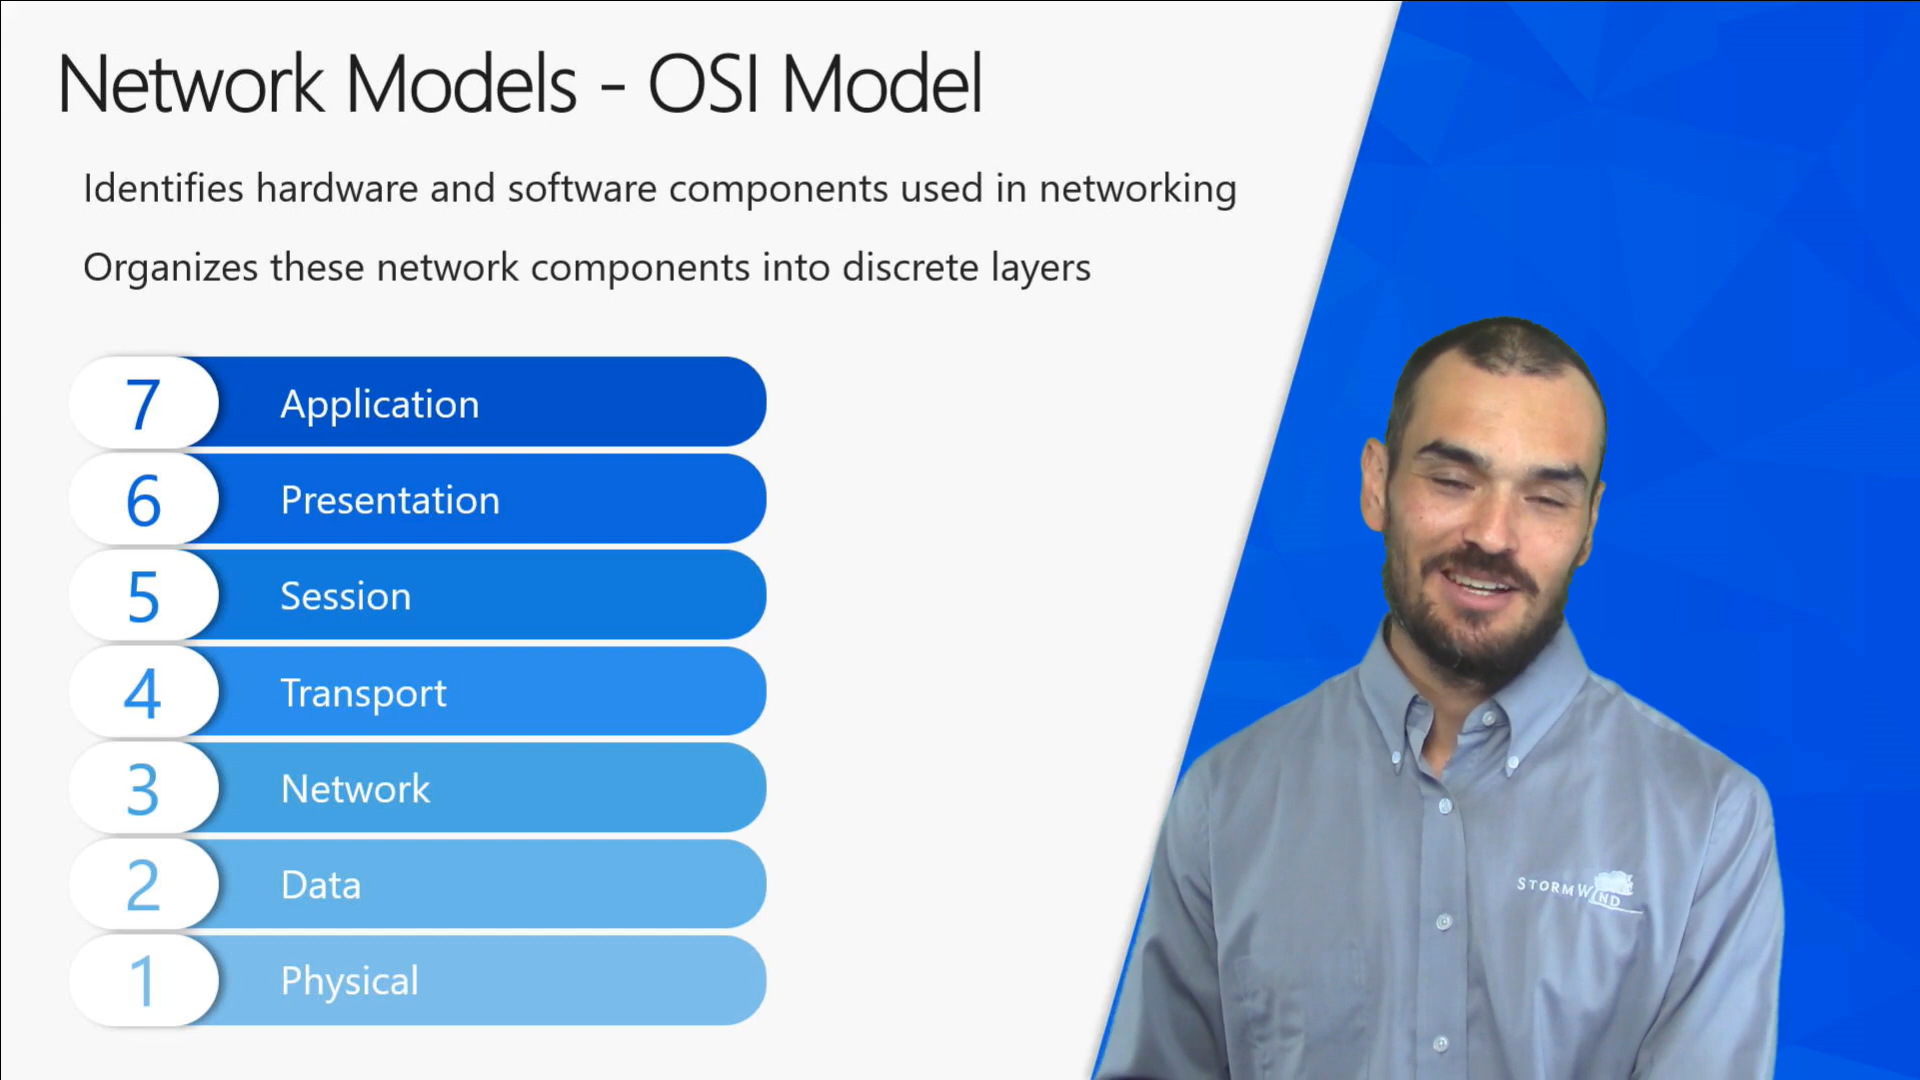 Network Models - OSI Model
Identifies hardware and software components used in networking
Organizes these network components into discrete layers
7 Application
6 Presentation
5 Session
4 Transport
3 Network
2 Data
1 Physical
STORMWIND